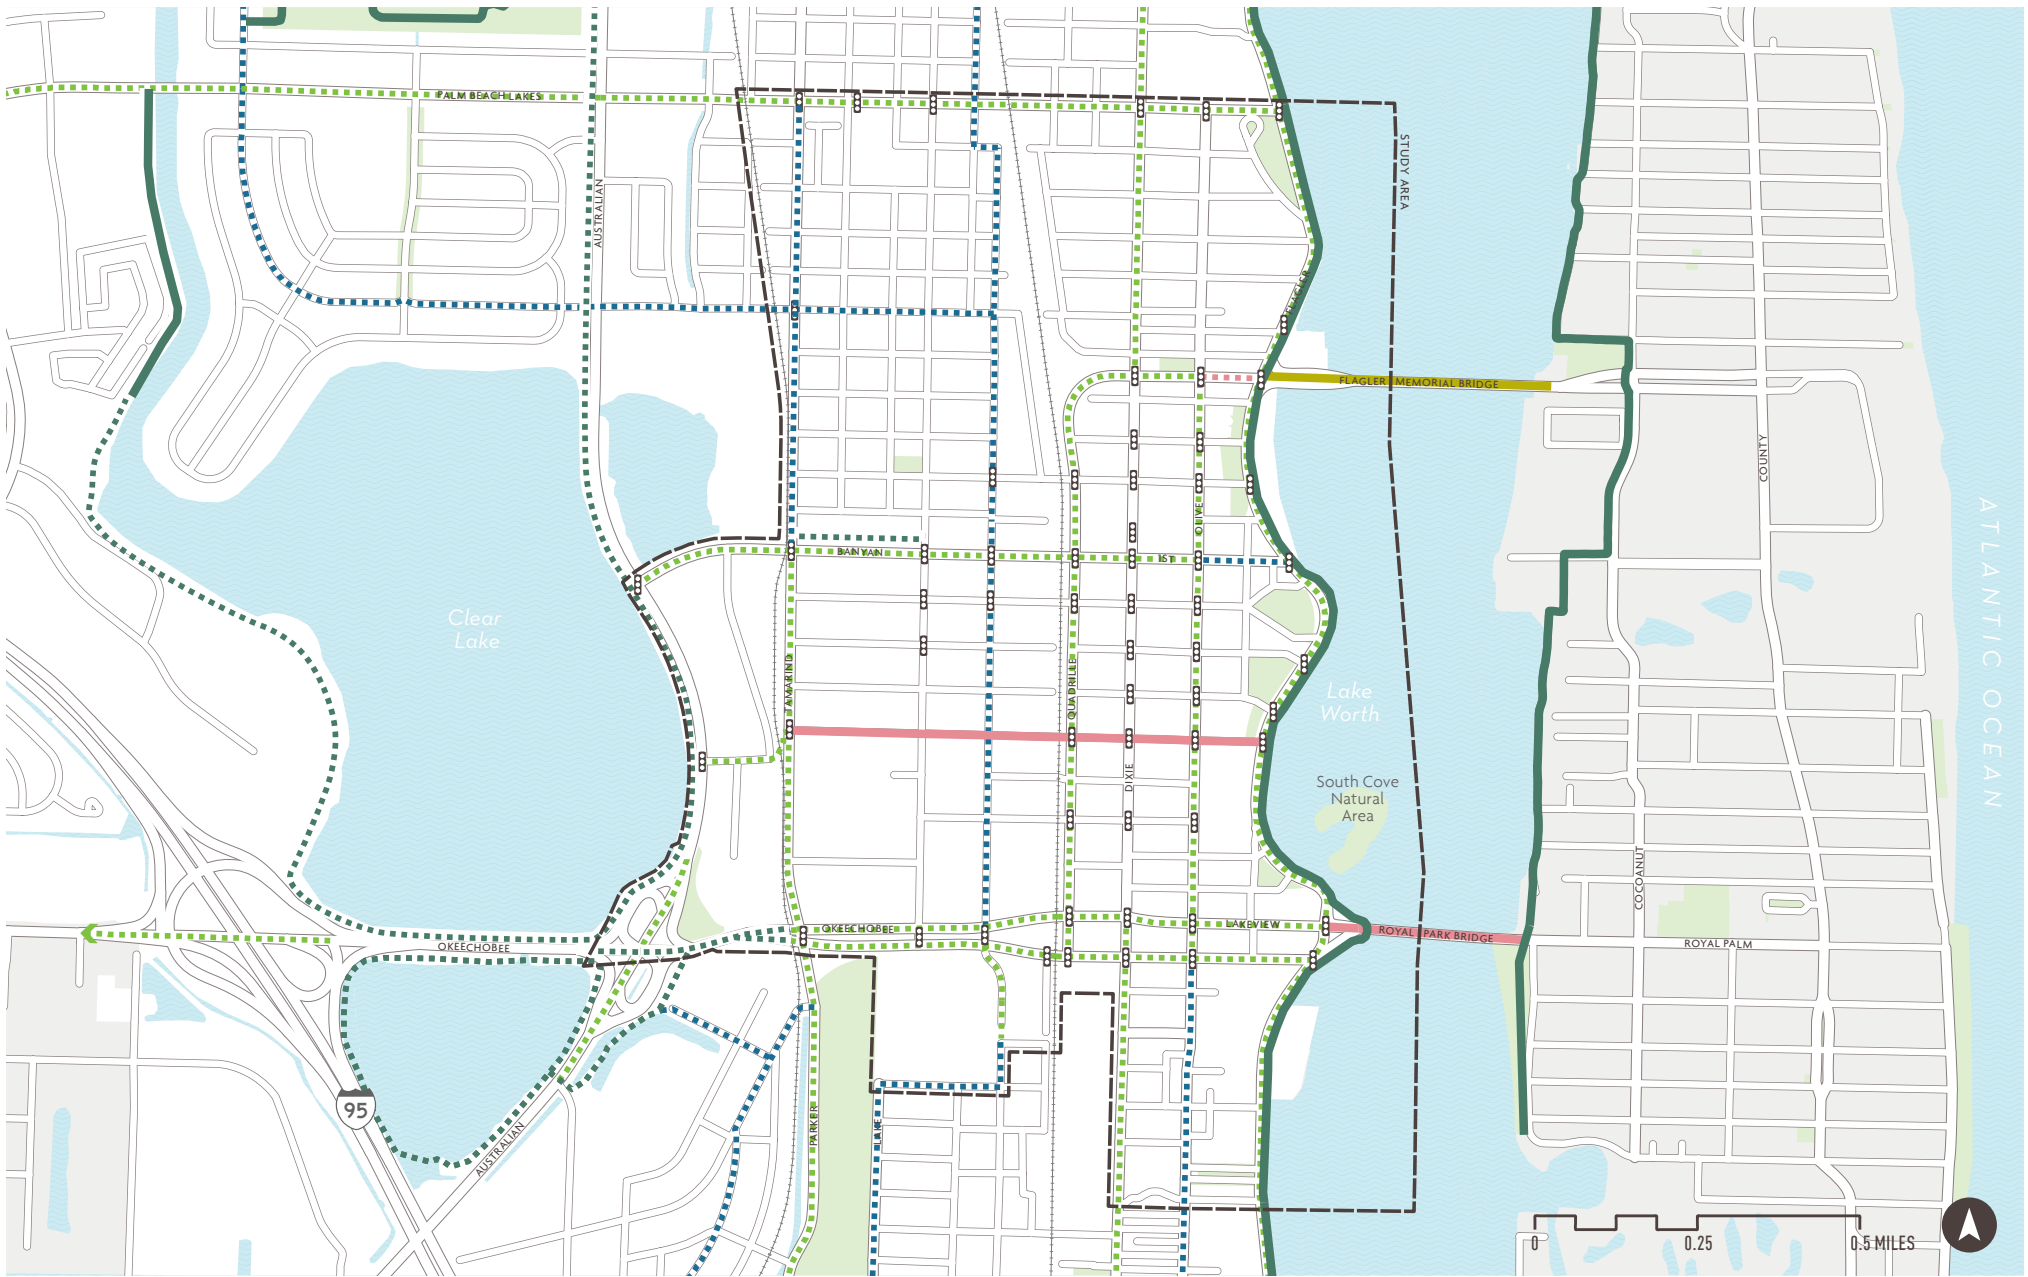 PALM BEACH LAKES
STUDY AREA
AUSTRALIAN
FLAGLER
FLAGLER MEMORIAL BRIDGE
COUNTY
ATLANTIC OCEAN
OLIVE
BANYAN
1ST
Clear
Lake
TAMARIND
QUADRILLE
Lake
Worth
DIXIE
South Cove
Natural
Area
COCOANUT
OKEECHOBEE
LAKEVIEW
ROYAL PARK BRIDGE
ROYAL PALM
OKEECHOBEE
95
AUSTRALIAN
PARKER
LAKE
0
0.25
0.5 MILES